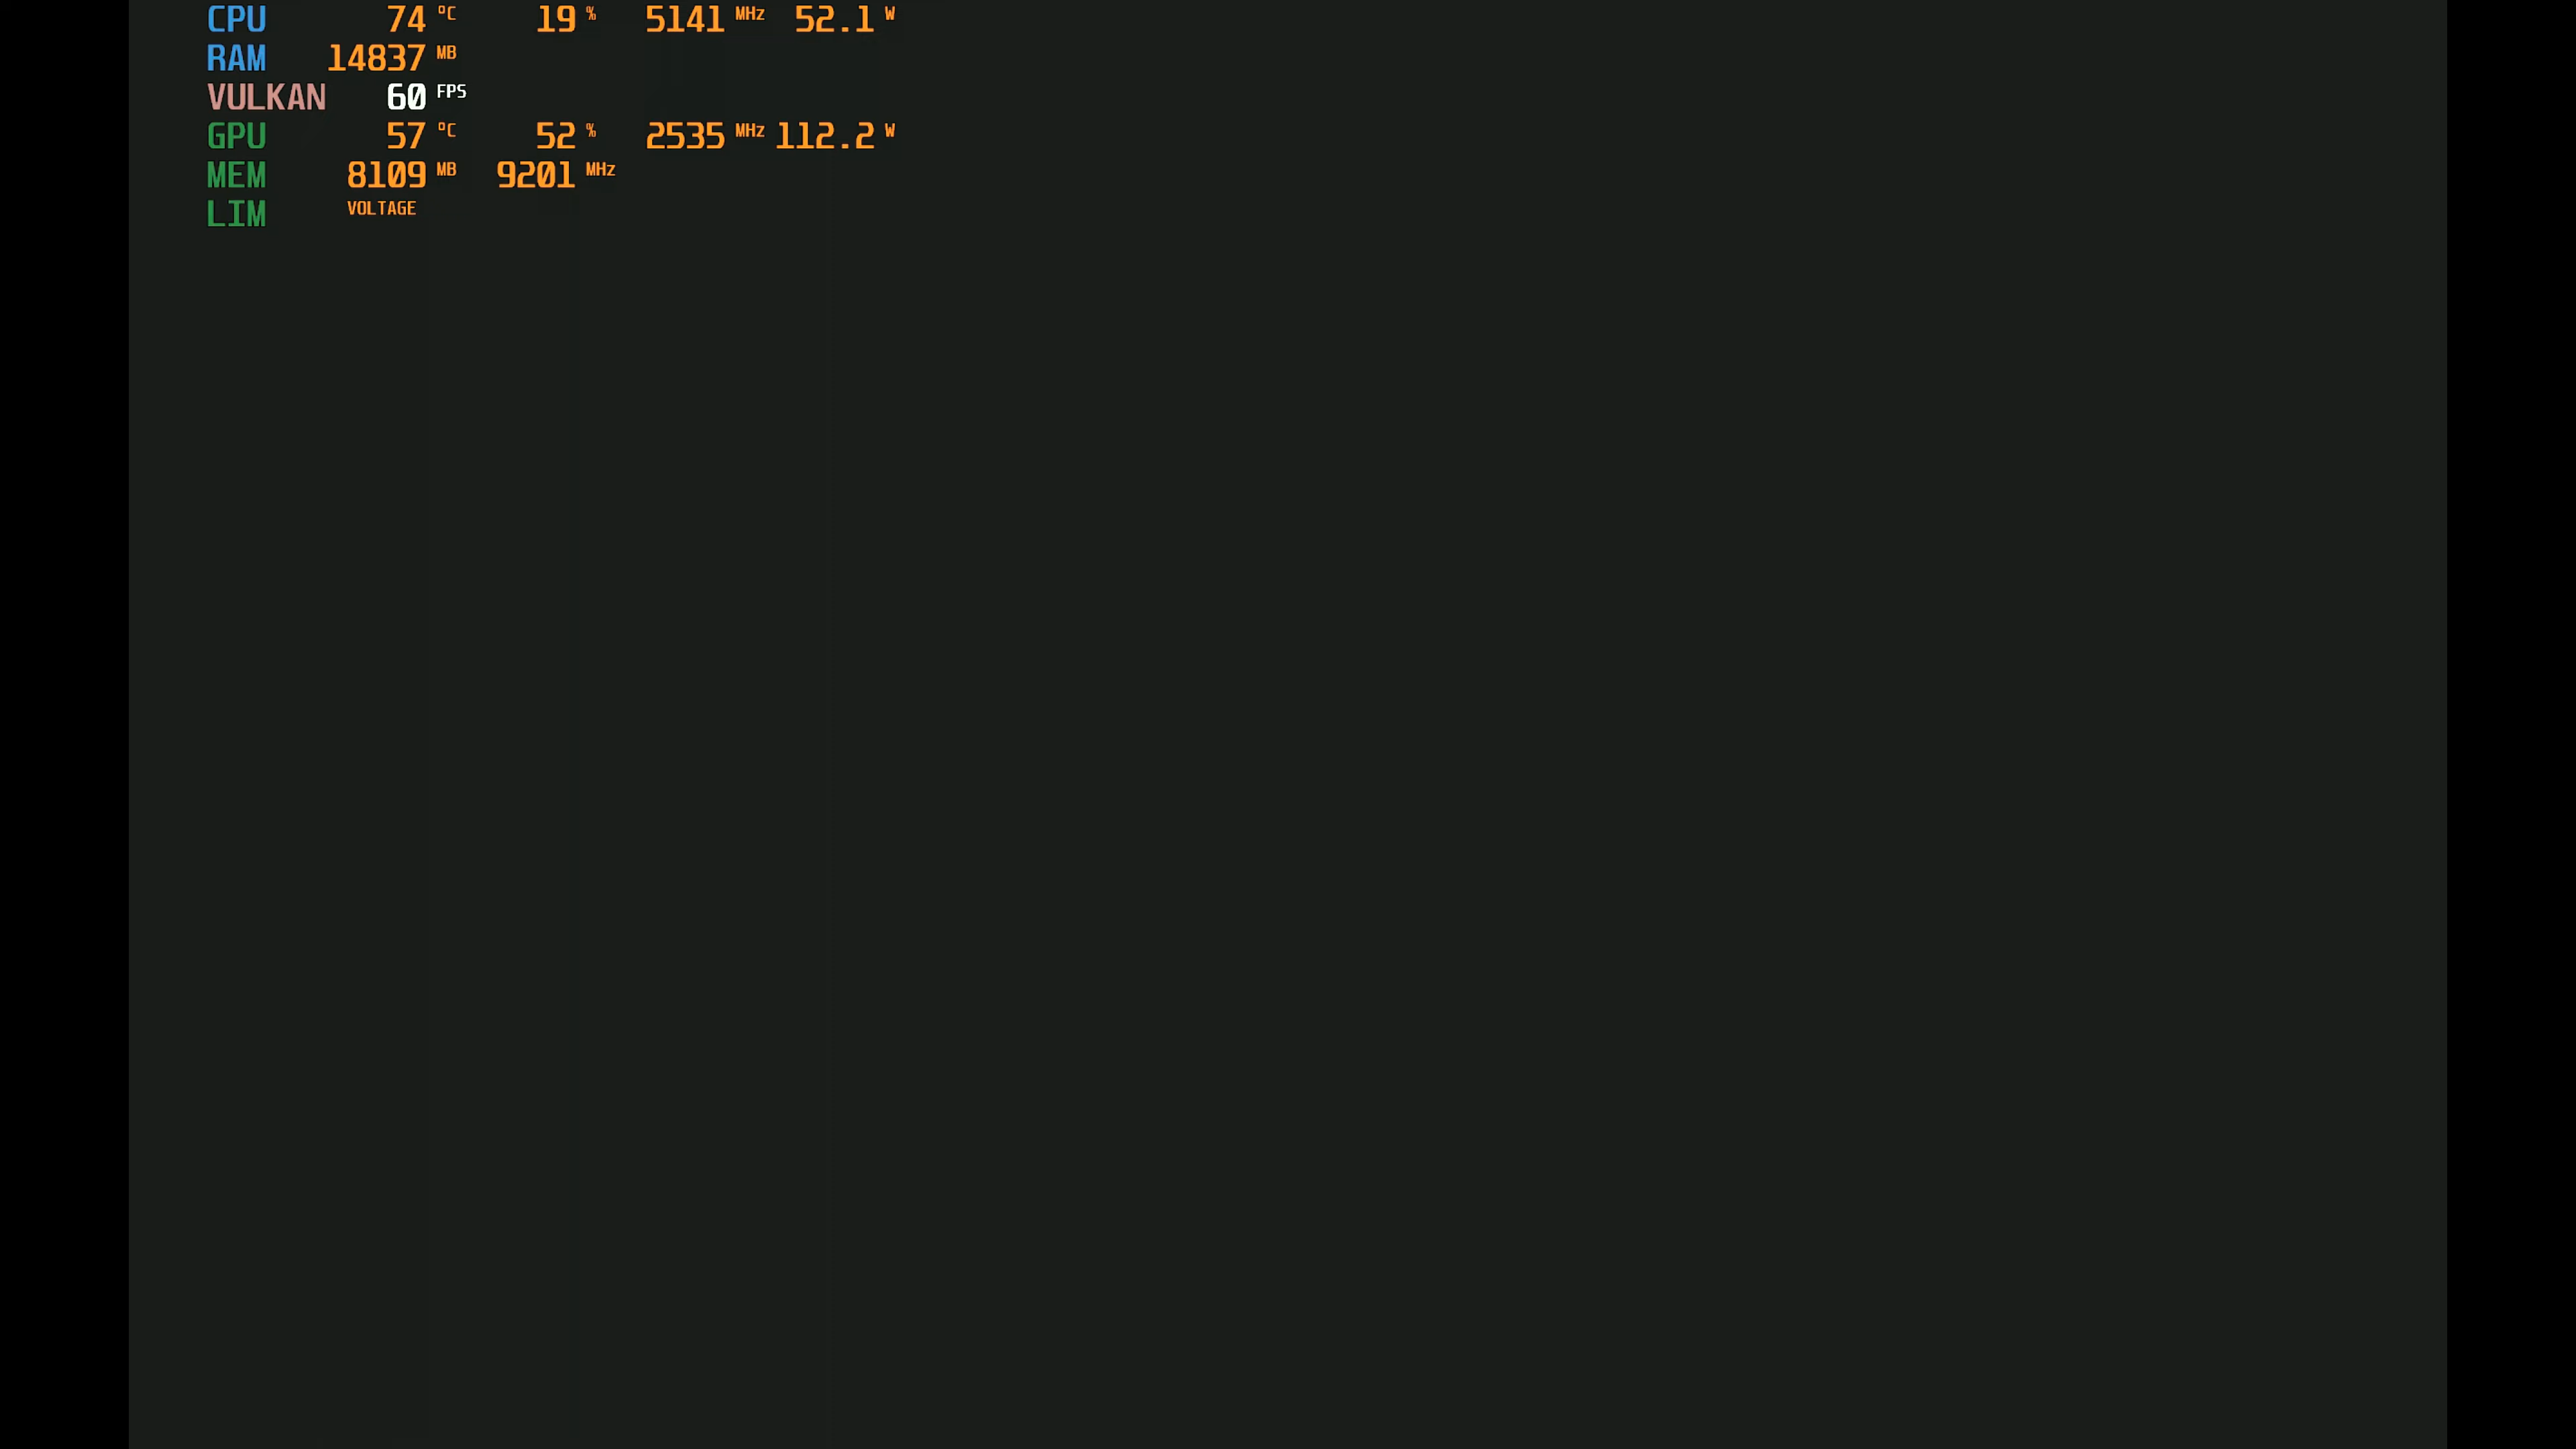 CPU 74 °C 19 % 5141 MHz 52.1 W
RAM 14837 MB
VULKAN 60 FPS
GPU 57 °C 52 % 2535 MHz 112.2 W
MEM 8109 MB 9201 MHz
LIM VOLTAGE